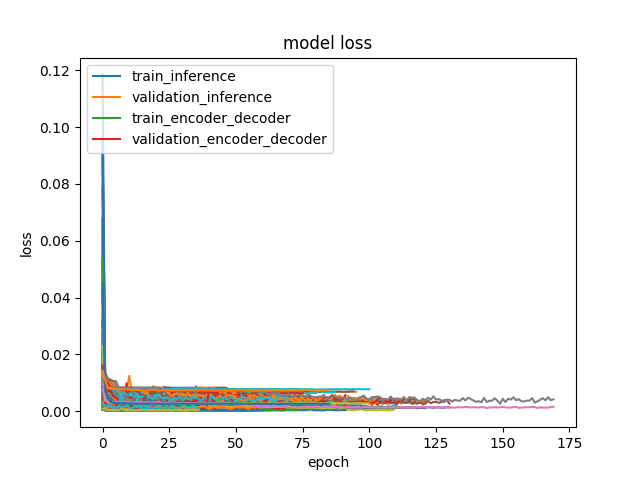 model loss
train_inference
validation_inference
train_encoder_decoder
validation_encoder_decoder
0.12
0.10
0.08
0.06
0.04
0.02
0.00
loss
0 25 50 75 100 125 150 175
epoch